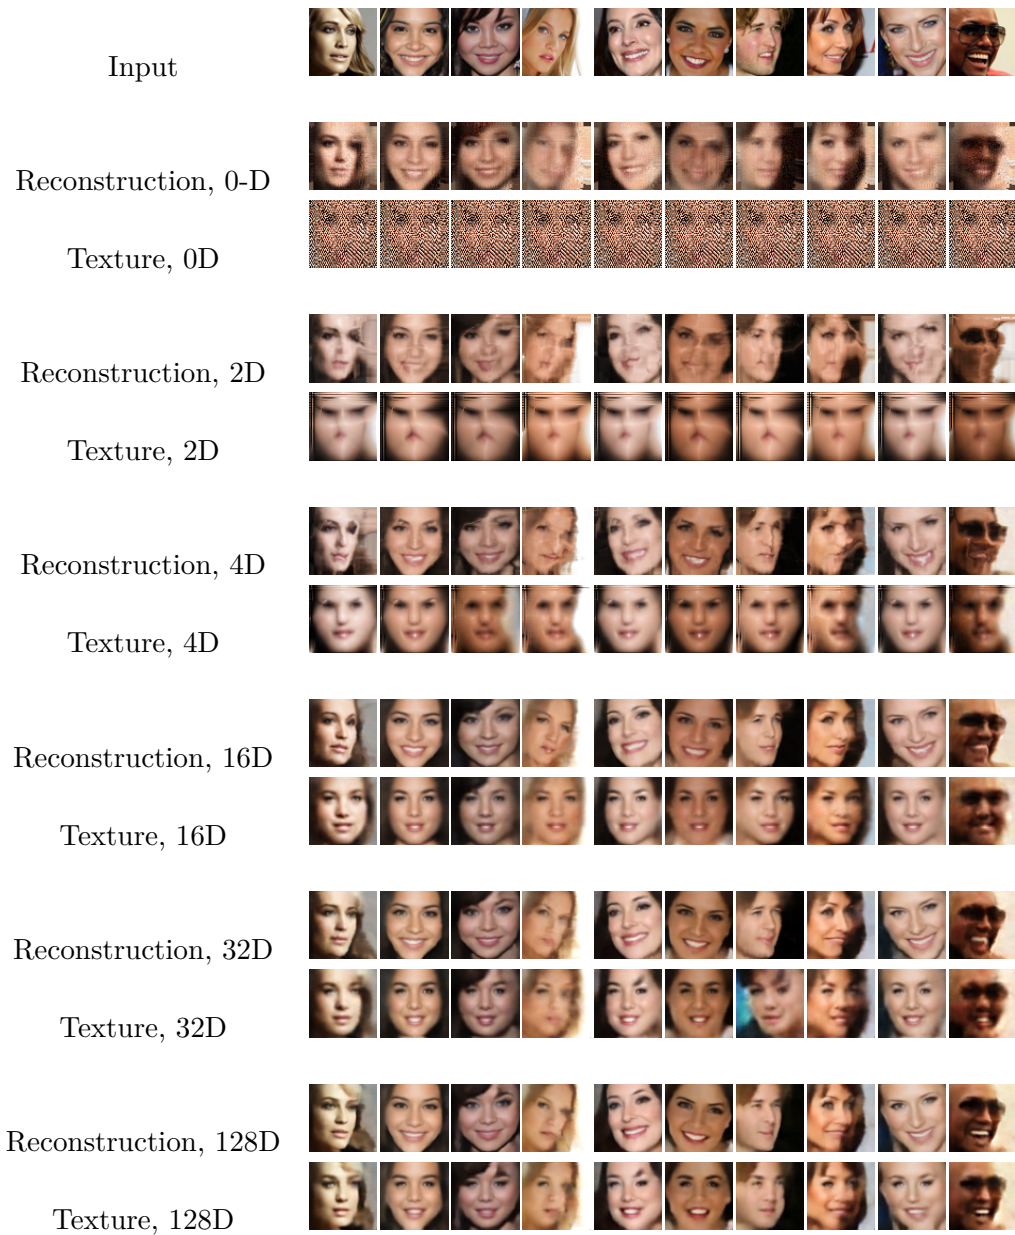 Input
Reconstruction, 0-D
Texture, 0D
Reconstruction, 2D
Texture, 2D
Reconstruction, 4D
Texture, 4D
Reconstruction, 16D
Texture, 16D
Reconstruction, 32D
Texture, 32D
Reconstruction, 128D
Texture, 128D